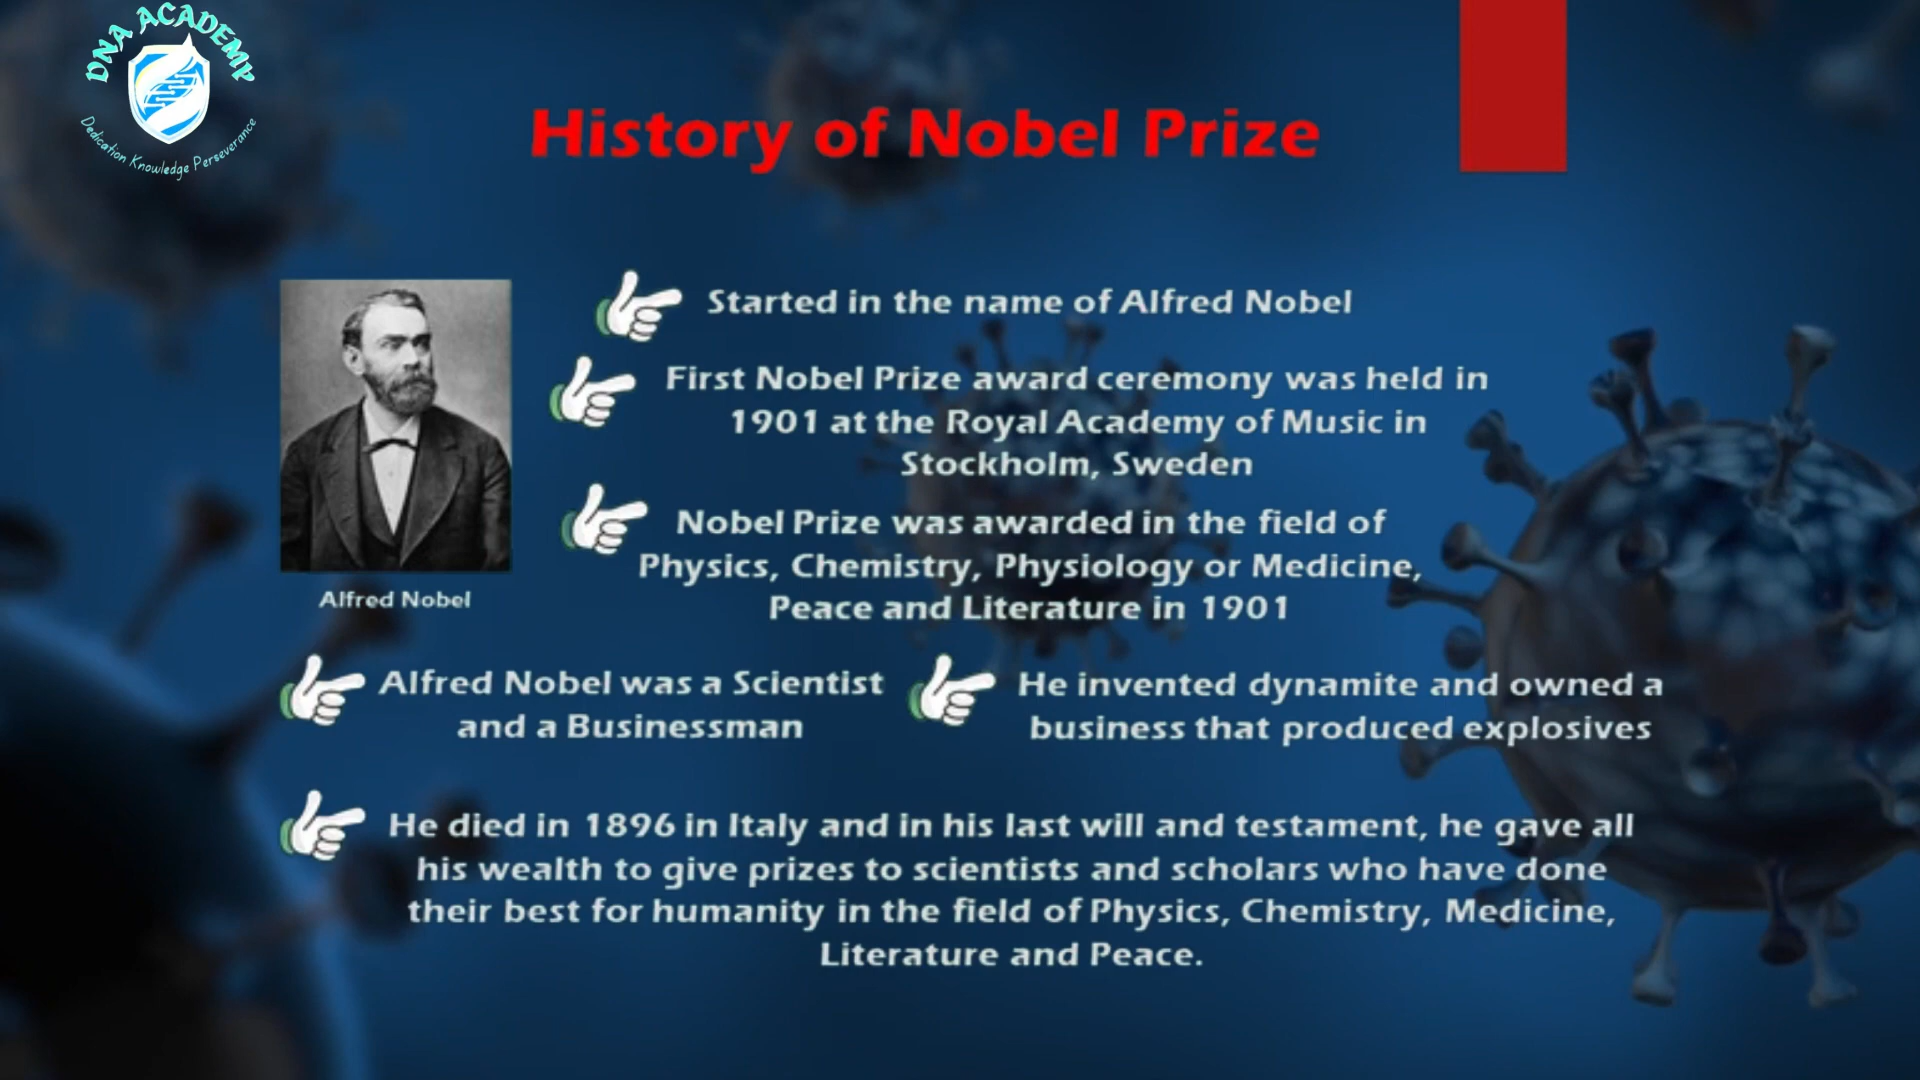 DNA ACADEMY
Dedication Knowledge Perseverance
History of Nobel Prize
Started in the name of Alfred Nobel
First Nobel Prize award ceremony was held in
1901 at the Royal Academy of Music in
Stockholm, Sweden
Nobel Prize was awarded in the field of
Physics, Chemistry, Physiology or Medicine,
Peace and Literature in 1901
Alfred Nobel
Alfred Nobel was a Scientist
and a Businessman
He invented dynamite and owned a
business that produced explosives
He died in 1896 in Italy and in his last will and testament, he gave all
his wealth to give prizes to scientists and scholars who have done
their best for humanity in the field of Physics, Chemistry, Medicine,
Literature and Peace.